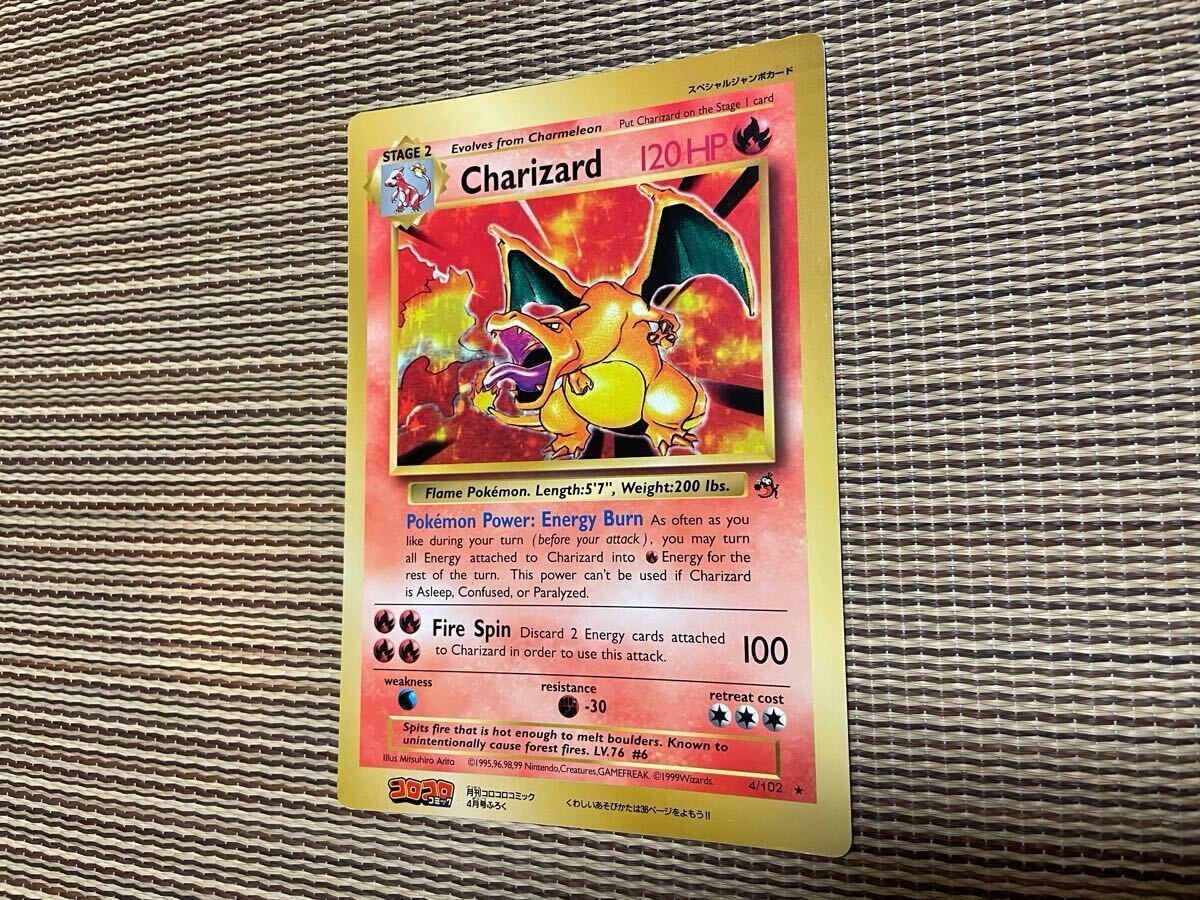 スペシャルジャンボカード
STAGE 2
Evolves from Charmeleon
Put Charizard on the Stage 1 card
Charizard
120 HP
Flame Pokémon. Length:5'7", Weight:200 lbs.
Pokémon Power: Energy Burn As often as you
like during your turn (before your attack), you may turn
all Energy attached to Charizard into Energy for the
rest of the turn. This power can't be used if Charizard
is Asleep, Confused, or Paralyzed.
Fire Spin Discard 2 Energy cards attached
to Charizard in order to use this attack.
100
weakness
resistance
-30
retreat cost
Spits fire that is hot enough to melt boulders. Known to
unintentionally cause forest fires. LV.76 #6
Illus.Mitsuhiro Arita
©1995,96,98,99 Nintendo,Creatures,GAMEFREAK. ©1999Wizards.
4/102 ★
コロコロ
コミック
月刊コロコロコミック
4月号ふろく
くわしいあそびかたは36ページをよもう!!